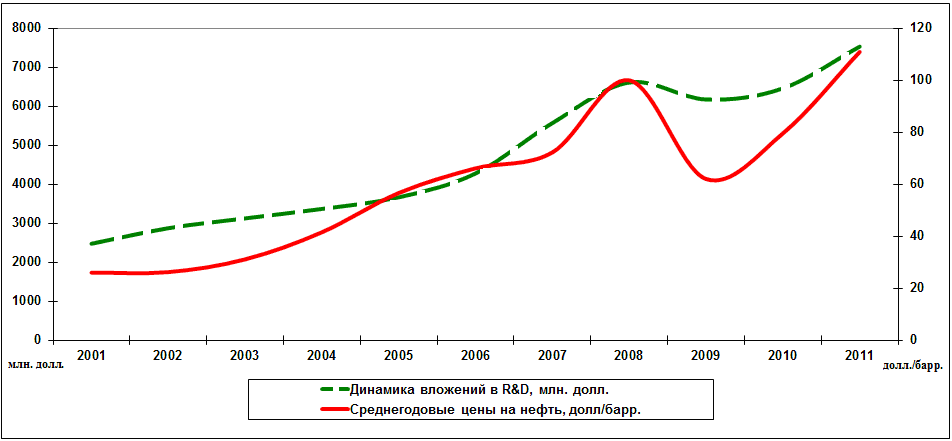 8000 120
7000 100
6000 80
5000
4000 60
3000 40
2000
1000 20
0 0
2001 2002 2003 2004 2005 2006 2007 2008 2009 2010 2011
млн. долл. долл./барр.
Динамика вложений в R&D, млн. долл.
Среднегодовые цены на нефть, долл/барр.